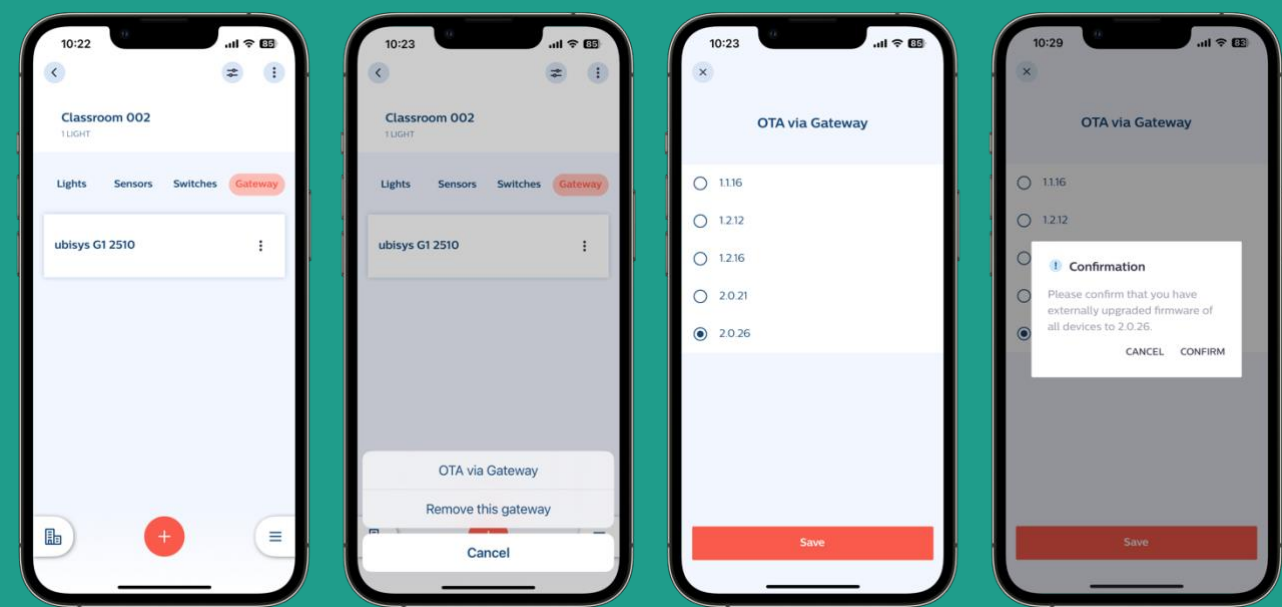 10:22
85
Classroom 002
1 LIGHT
Lights Sensors Switches Gateway
ubisys G1 2510
10:23
85
Classroom 002
1 LIGHT
Lights Sensors Switches Gateway
ubisys G1 2510
OTA via Gateway
Remove this gateway
Cancel
10:23
85
OTA via Gateway
1.1.16
1.2.12
1.2.16
2.0.21
2.0.26
Save
10:29
83
OTA via Gateway
1.1.16
1.2.12
Confirmation
Please confirm that you have
externally upgraded firmware of
all devices to 2.0.26.
CANCEL CONFIRM
Save